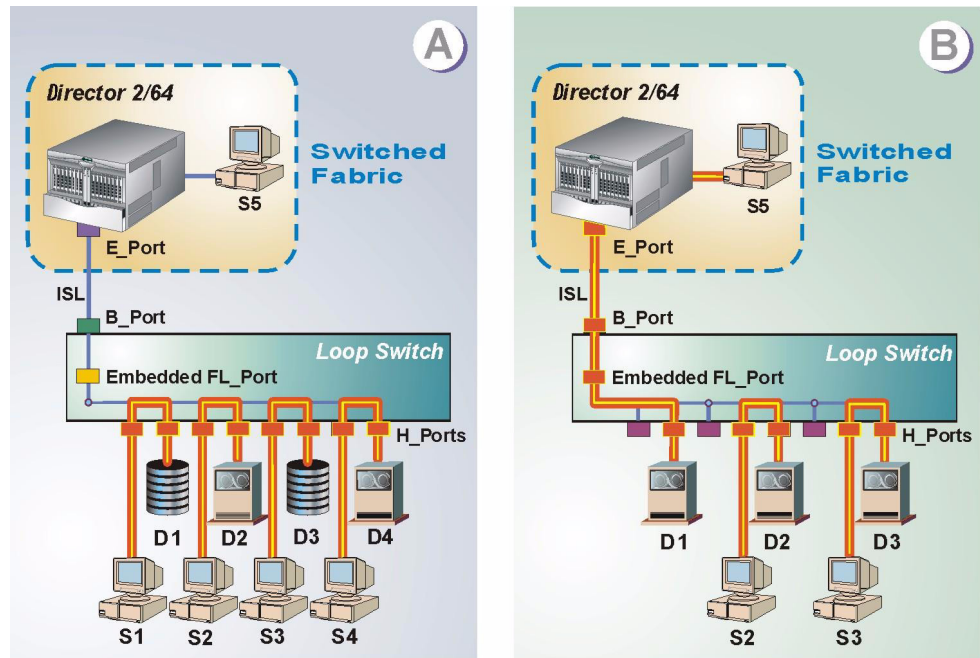 A
Director 2/64
S5
Switched
Fabric
E_Port
ISL
B_Port
Loop Switch
Embedded FL_Port
H_Ports
D1 D2 D3 D4
S1 S2 S3 S4
B
Director 2/64
S5
Switched
Fabric
E_Port
ISL
B_Port
Loop Switch
Embedded FL_Port
H_Ports
D1 D2 D3
S2 S3